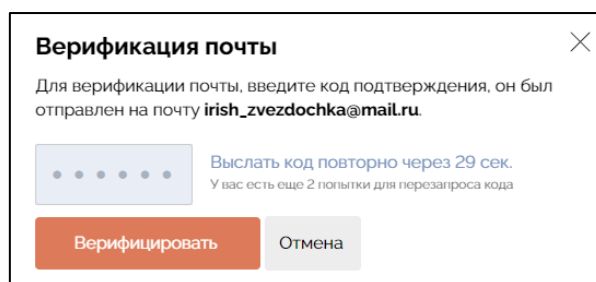 Верификация почты
Для верификации почты, введите код подтверждения, он был
отправлен на почту irish_zvezdochka@mail.ru.
Выслать код повторно через 29 сек.
У вас есть еще 2 попытки для перезапроса кода
Верифицировать
Отмена